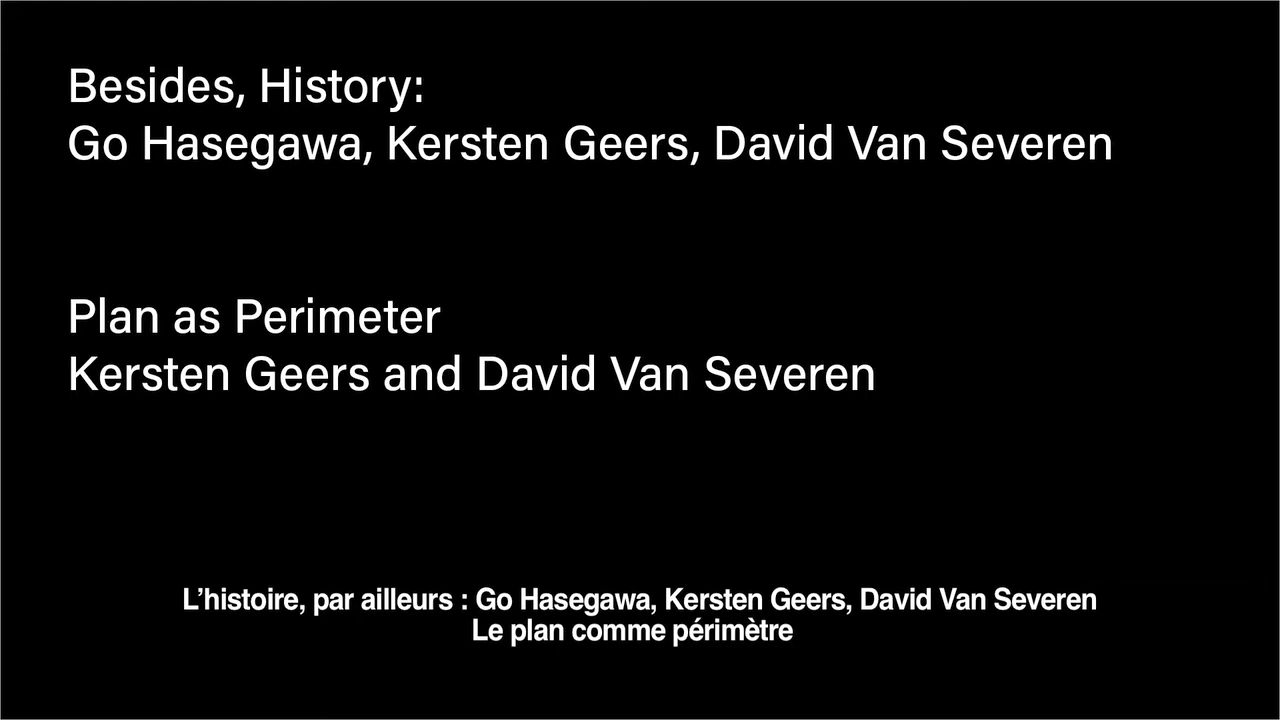 Besides, History:
Go Hasegawa, Kersten Geers, David Van Severen
Plan as Perimeter
Kersten Geers and David Van Severen
L’histoire, par ailleurs : Go Hasegawa, Kersten Geers, David Van Severen
Le plan comme périmètre